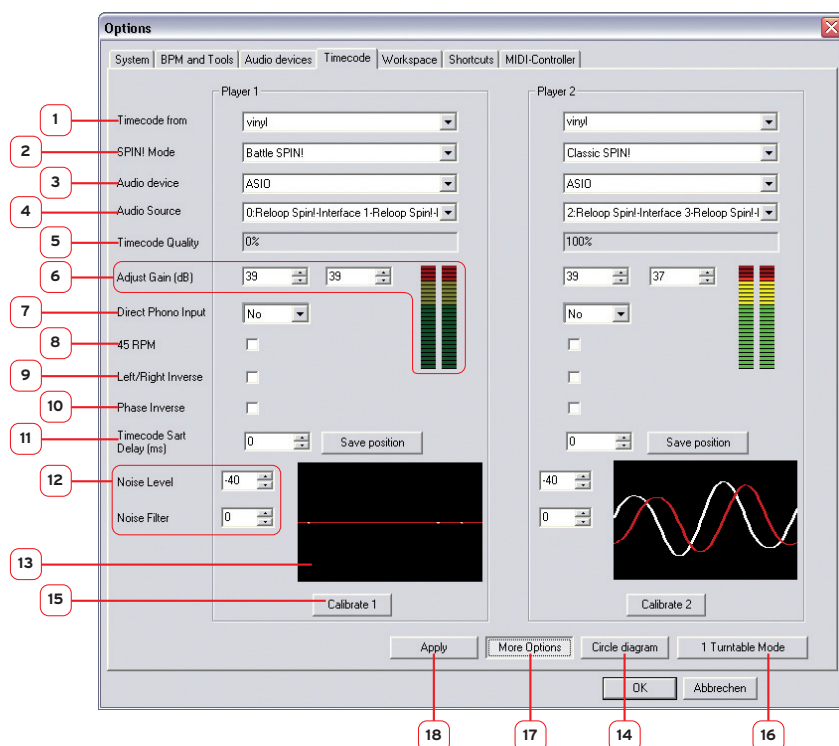 Options
System BPM and Tools Audio devices Timecode Workspace Shortcuts MIDI-Controller
Player 1 Player 2
1 Timecode from vinyl vinyl
2 SPIN! Mode Battle SPIN! Classic SPIN!
3 Audio device ASIO ASIO
4 Audio Source 0:Reloop Spin!-Interface 1-Reloop Spin!-I 2:Reloop Spin!-Interface 3-Reloop Spin!-I
5 Timecode Quality 0% 100%
6 Adjust Gain (dB) 39 39 39 37
7 Direct Phono Input No No
8 45 RPM
9 Left/Right Inverse
10 Phase Inverse
11 Timecode Sart
Delay (ms) 0 Save position 0 Save position
12 Noise Level -40 -40
Noise Filter 0 0
13
15 Calibrate 1 Calibrate 2
Apply More Options Circle diagram 1 Turntable Mode
OK Abbrechen
18 17 14 16